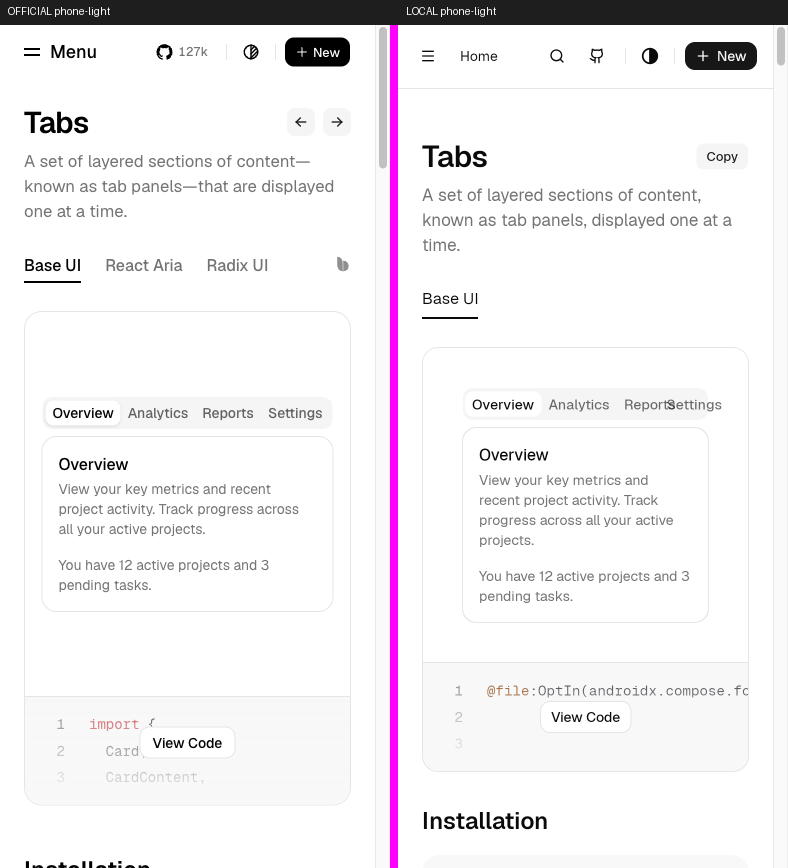 OFFICIAL phone-light
Menu
127k
New
Tabs
A set of layered sections of content—
known as tab panels—that are displayed
one at a time.
Base UI
React Aria
Radix UI
Overview
Analytics
Reports
Settings
Overview
View your key metrics and recent
project activity. Track progress across
all your active projects.
You have 12 active projects and 3
pending tasks.
1 import {
2 Card,
3 CardContent,
View Code
LOCAL phone-light
Home
New
Tabs
Copy
A set of layered sections of content,
known as tab panels, displayed one at a
time.
Base UI
Overview
Analytics
Reports
Settings
Overview
View your key metrics and
recent project activity. Track
progress across all your active
projects.
You have 12 active projects and 3
pending tasks.
1 @file:OptIn(androidx.compose.fo
2
3
View Code
Installation